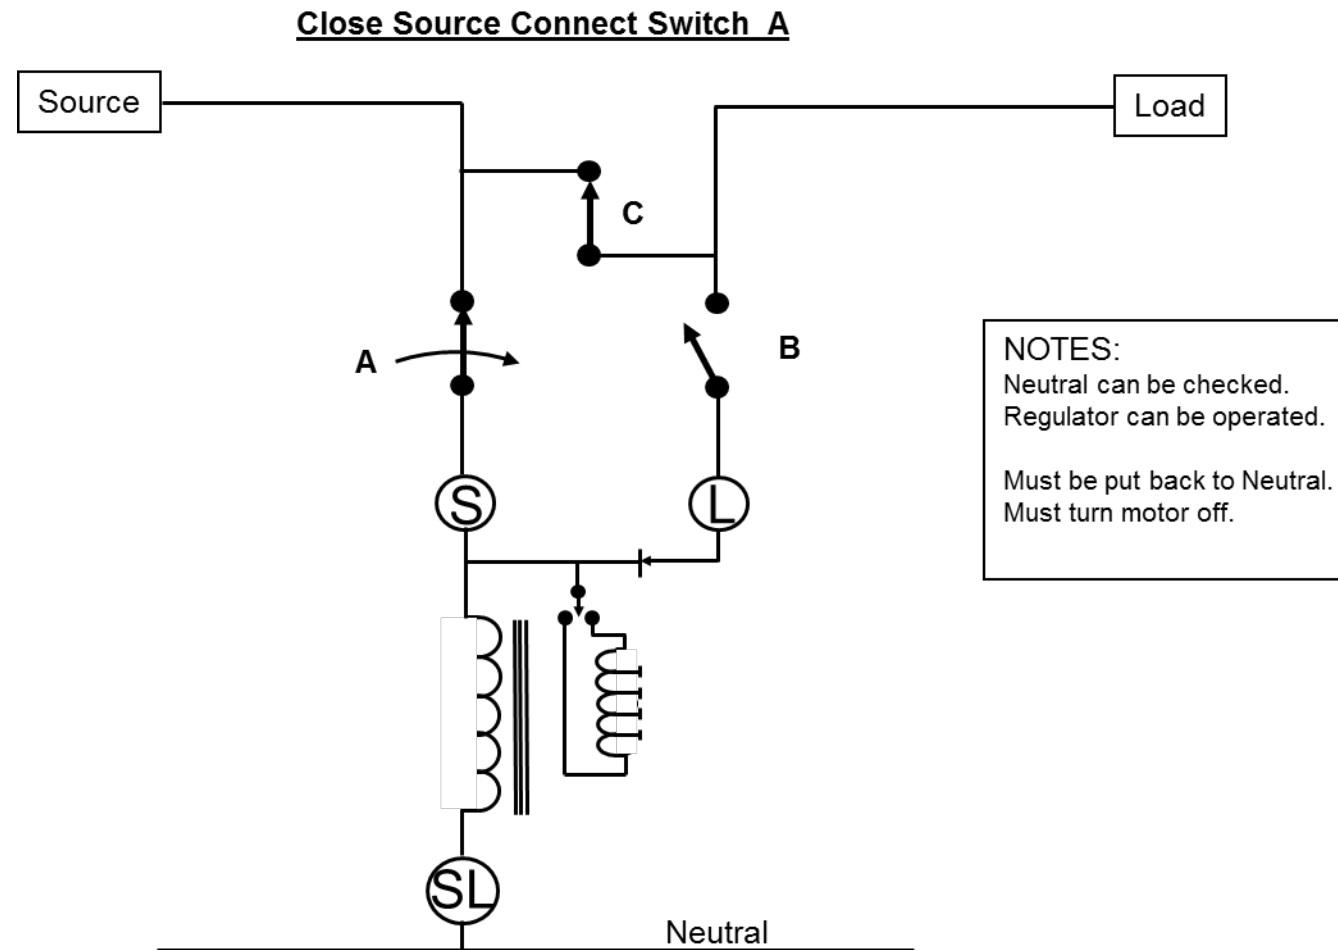 Close Source Connect Switch A
Source
Load
C
A
B
NOTES:
Neutral can be checked.
Regulator can be operated.
Must be put back to Neutral.
Must turn motor off.
S
L
SL
Neutral